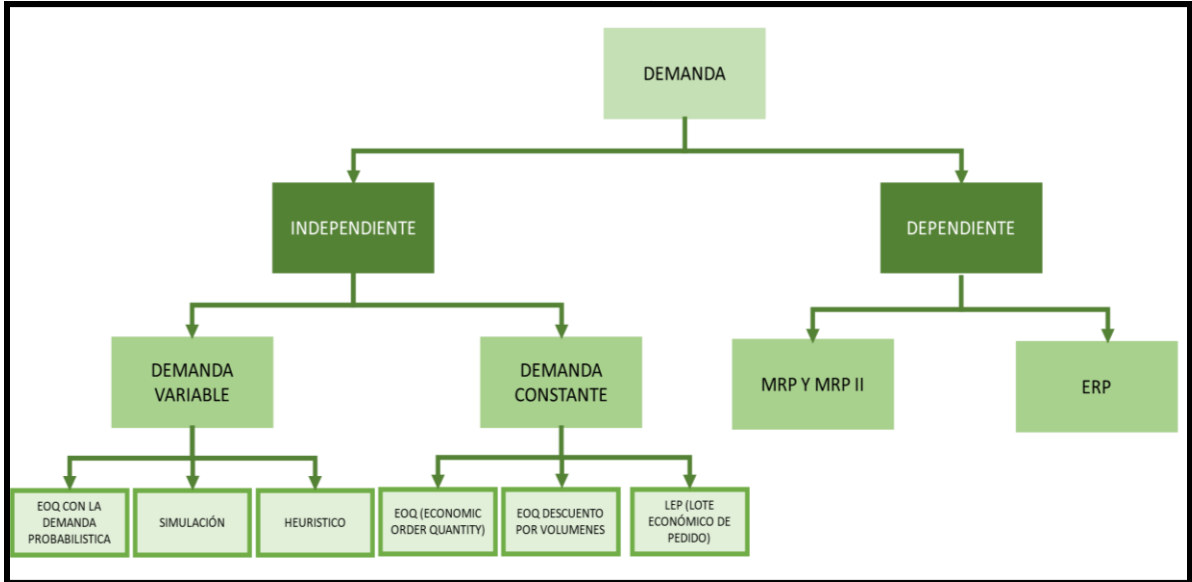 DEMANDA
INDEPENDIENTE
DEPENDIENTE
DEMANDA
VARIABLE
DEMANDA
CONSTANTE
MRP Y MRP II
ERP
EOQ CON LA
DEMANDA
PROBABILISTICA
SIMULACIÓN
HEURISTICO
EOQ (ECONOMIC
ORDER QUANTITY)
EOQ DESCUENTO
POR VOLUMENES
LEP (LOTE
ECONÓMICO DE
PEDIDO)